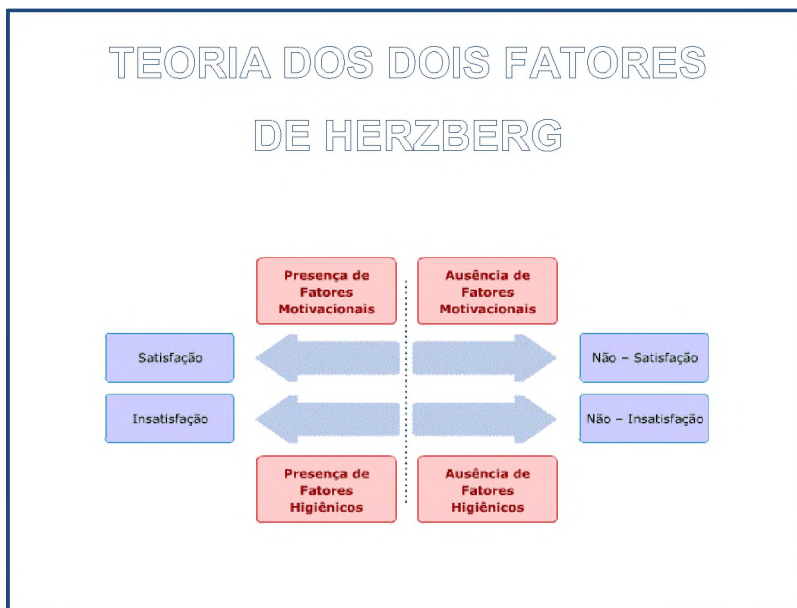 TEORIA DOS DOIS FATORES
DE HERZBERG
Presença de
Fatores
Motivacionais
Ausência de
Fatores
Motivacionais
Satisfação
Não – Satisfação
Insatisfação
Não – Insatisfação
Presença de
Fatores
Higiênicos
Ausência de
Fatores
Higiênicos